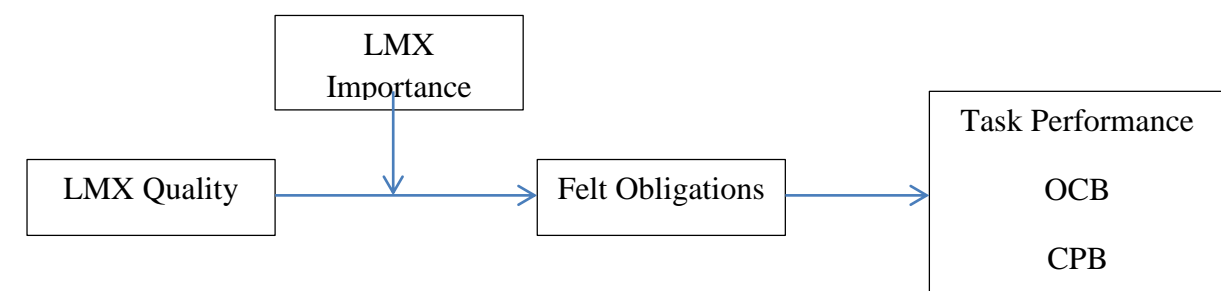 LMX
Importance
LMX Quality
Felt Obligations
Task Performance
OCB
CPB